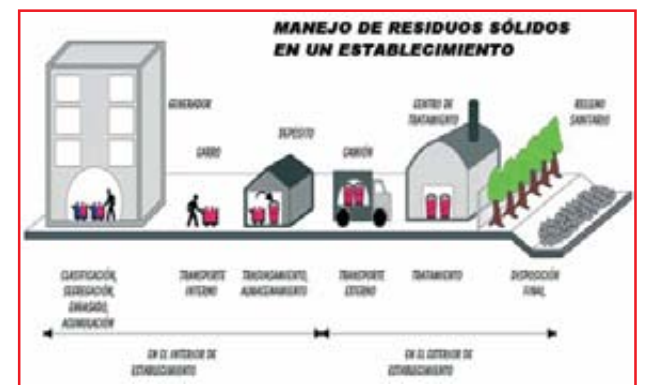 MANEJO DE RESIDUOS SÓLIDOS
EN UN ESTABLECIMIENTO
GENERADOR
CARRO
DEPÓSITO
CAMIÓN
CENTRO DE
TRATAMIENTO
RELLENO
SANITARIO
CLASIFICACIÓN,
SEGREGACIÓN,
ENVASADO,
ACUMULACIÓN
TRANSPORTE
INTERNO
ALMACENAMIENTO
TRANSPORTE
EXTERNO
TRATAMIENTO
DISPOSICIÓN
FINAL
EN EL INTERIOR DE
ESTABLECIMIENTO
EN EL EXTERIOR DE
ESTABLECIMIENTO